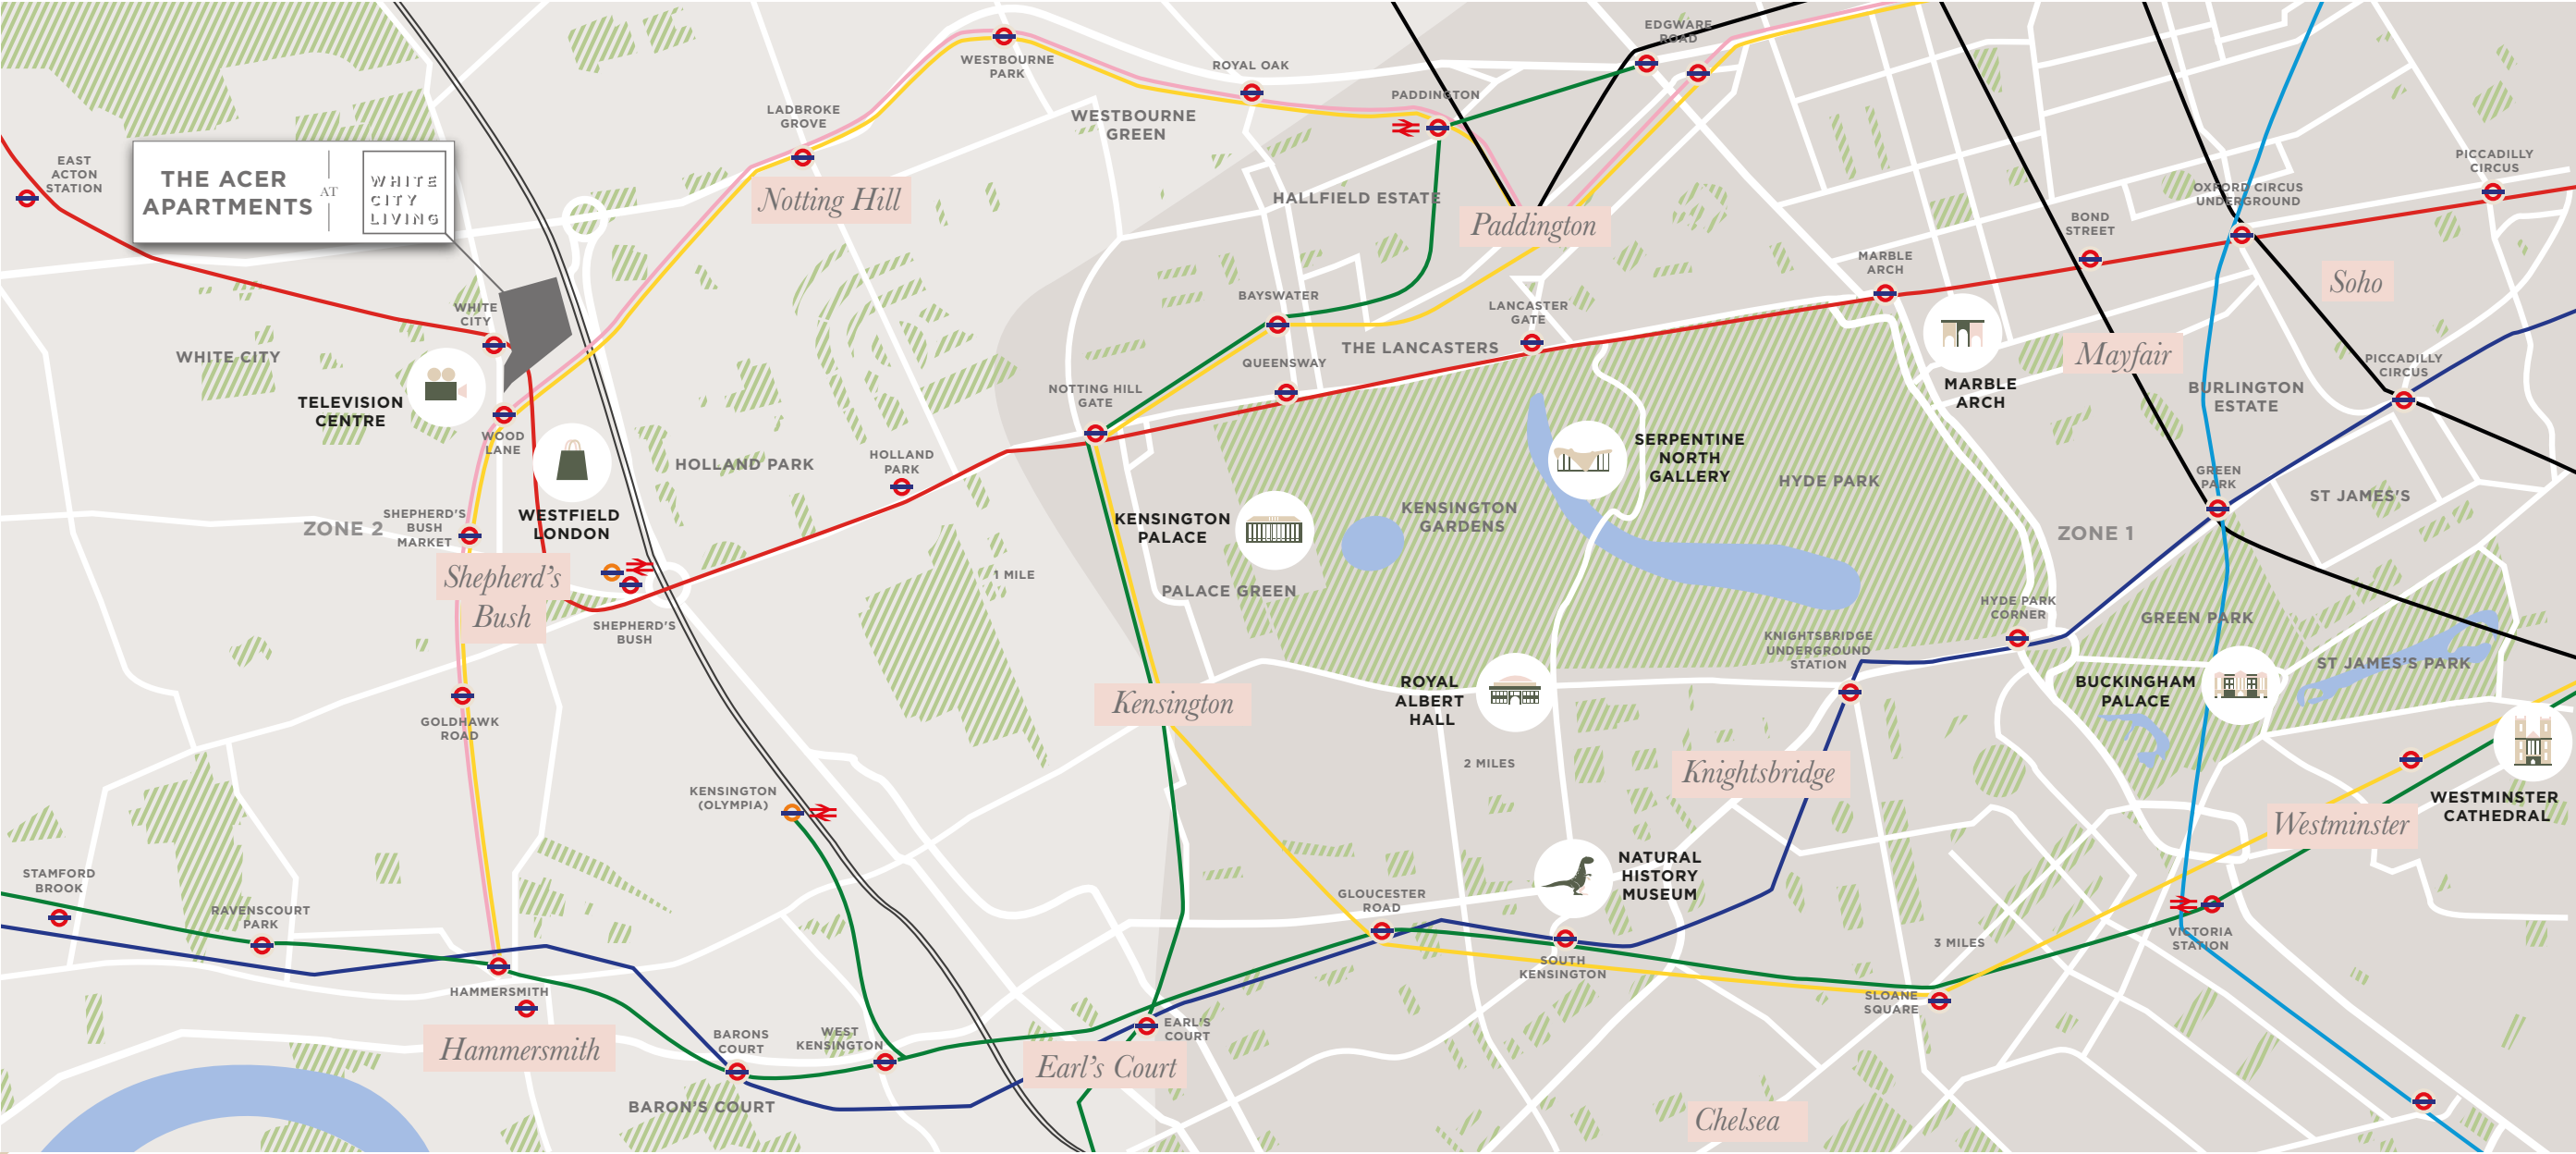 EDGWARE
ROAD
WESTBOURNE
PARK
ROYAL OAK
PADDINGTON
LADBROKE
GROVE
WESTBOURNE
GREEN
EAST
ACTON
STATION
THE ACER
APARTMENTS
AT
WHITE
CITY
LIVING
Notting Hill
HALLFIELD ESTATE
Paddington
PICCADILLY
CIRCUS
OXFORD CIRCUS
UNDERGROUND
BOND
STREET
MARBLE
ARCH
Soho
WHITE
CITY
BAYSWATER
LANCASTER
GATE
WHITE CITY
THE LANCASTERS
QUEENSWAY
Mayfair
PICCADILLY
CIRCUS
MARBLE
ARCH
BURLINGTON
ESTATE
NOTTING HILL
GATE
TELEVISION
CENTRE
WOOD
LANE
HOLLAND PARK
HOLLAND
PARK
SERPENTINE
NORTH
GALLERY
HYDE PARK
GREEN
PARK
ST JAMES'S
KENSINGTON
GARDENS
KENSINGTON
PALACE
ZONE 2
SHEPHERD'S
BUSH
MARKET
WESTFIELD
LONDON
ZONE 1
Shepherd's
Bush
1 MILE
PALACE GREEN
SHEPHERD'S
BUSH
HYDE PARK
CORNER
GREEN PARK
KNIGHTSBRIDGE
UNDERGROUND
STATION
ST JAMES'S PARK
ROYAL
ALBERT
HALL
BUCKINGHAM
PALACE
Kensington
GOLDHAWK
ROAD
2 MILES
Knightsbridge
KENSINGTON
(OLYMPIA)
WESTMINSTER
CATHEDRAL
Westminster
NATURAL
HISTORY
MUSEUM
STAMFORD
BROOK
GLOUCESTER
ROAD
RAVENSCOURT
PARK
3 MILES
VICTORIA
STATION
SOUTH
KENSINGTON
HAMMERSMITH
SLOANE
SQUARE
EARL'S
COURT
BARONS
COURT
WEST
KENSINGTON
Hammersmith
Earl's Court
BARON'S COURT
Chelsea